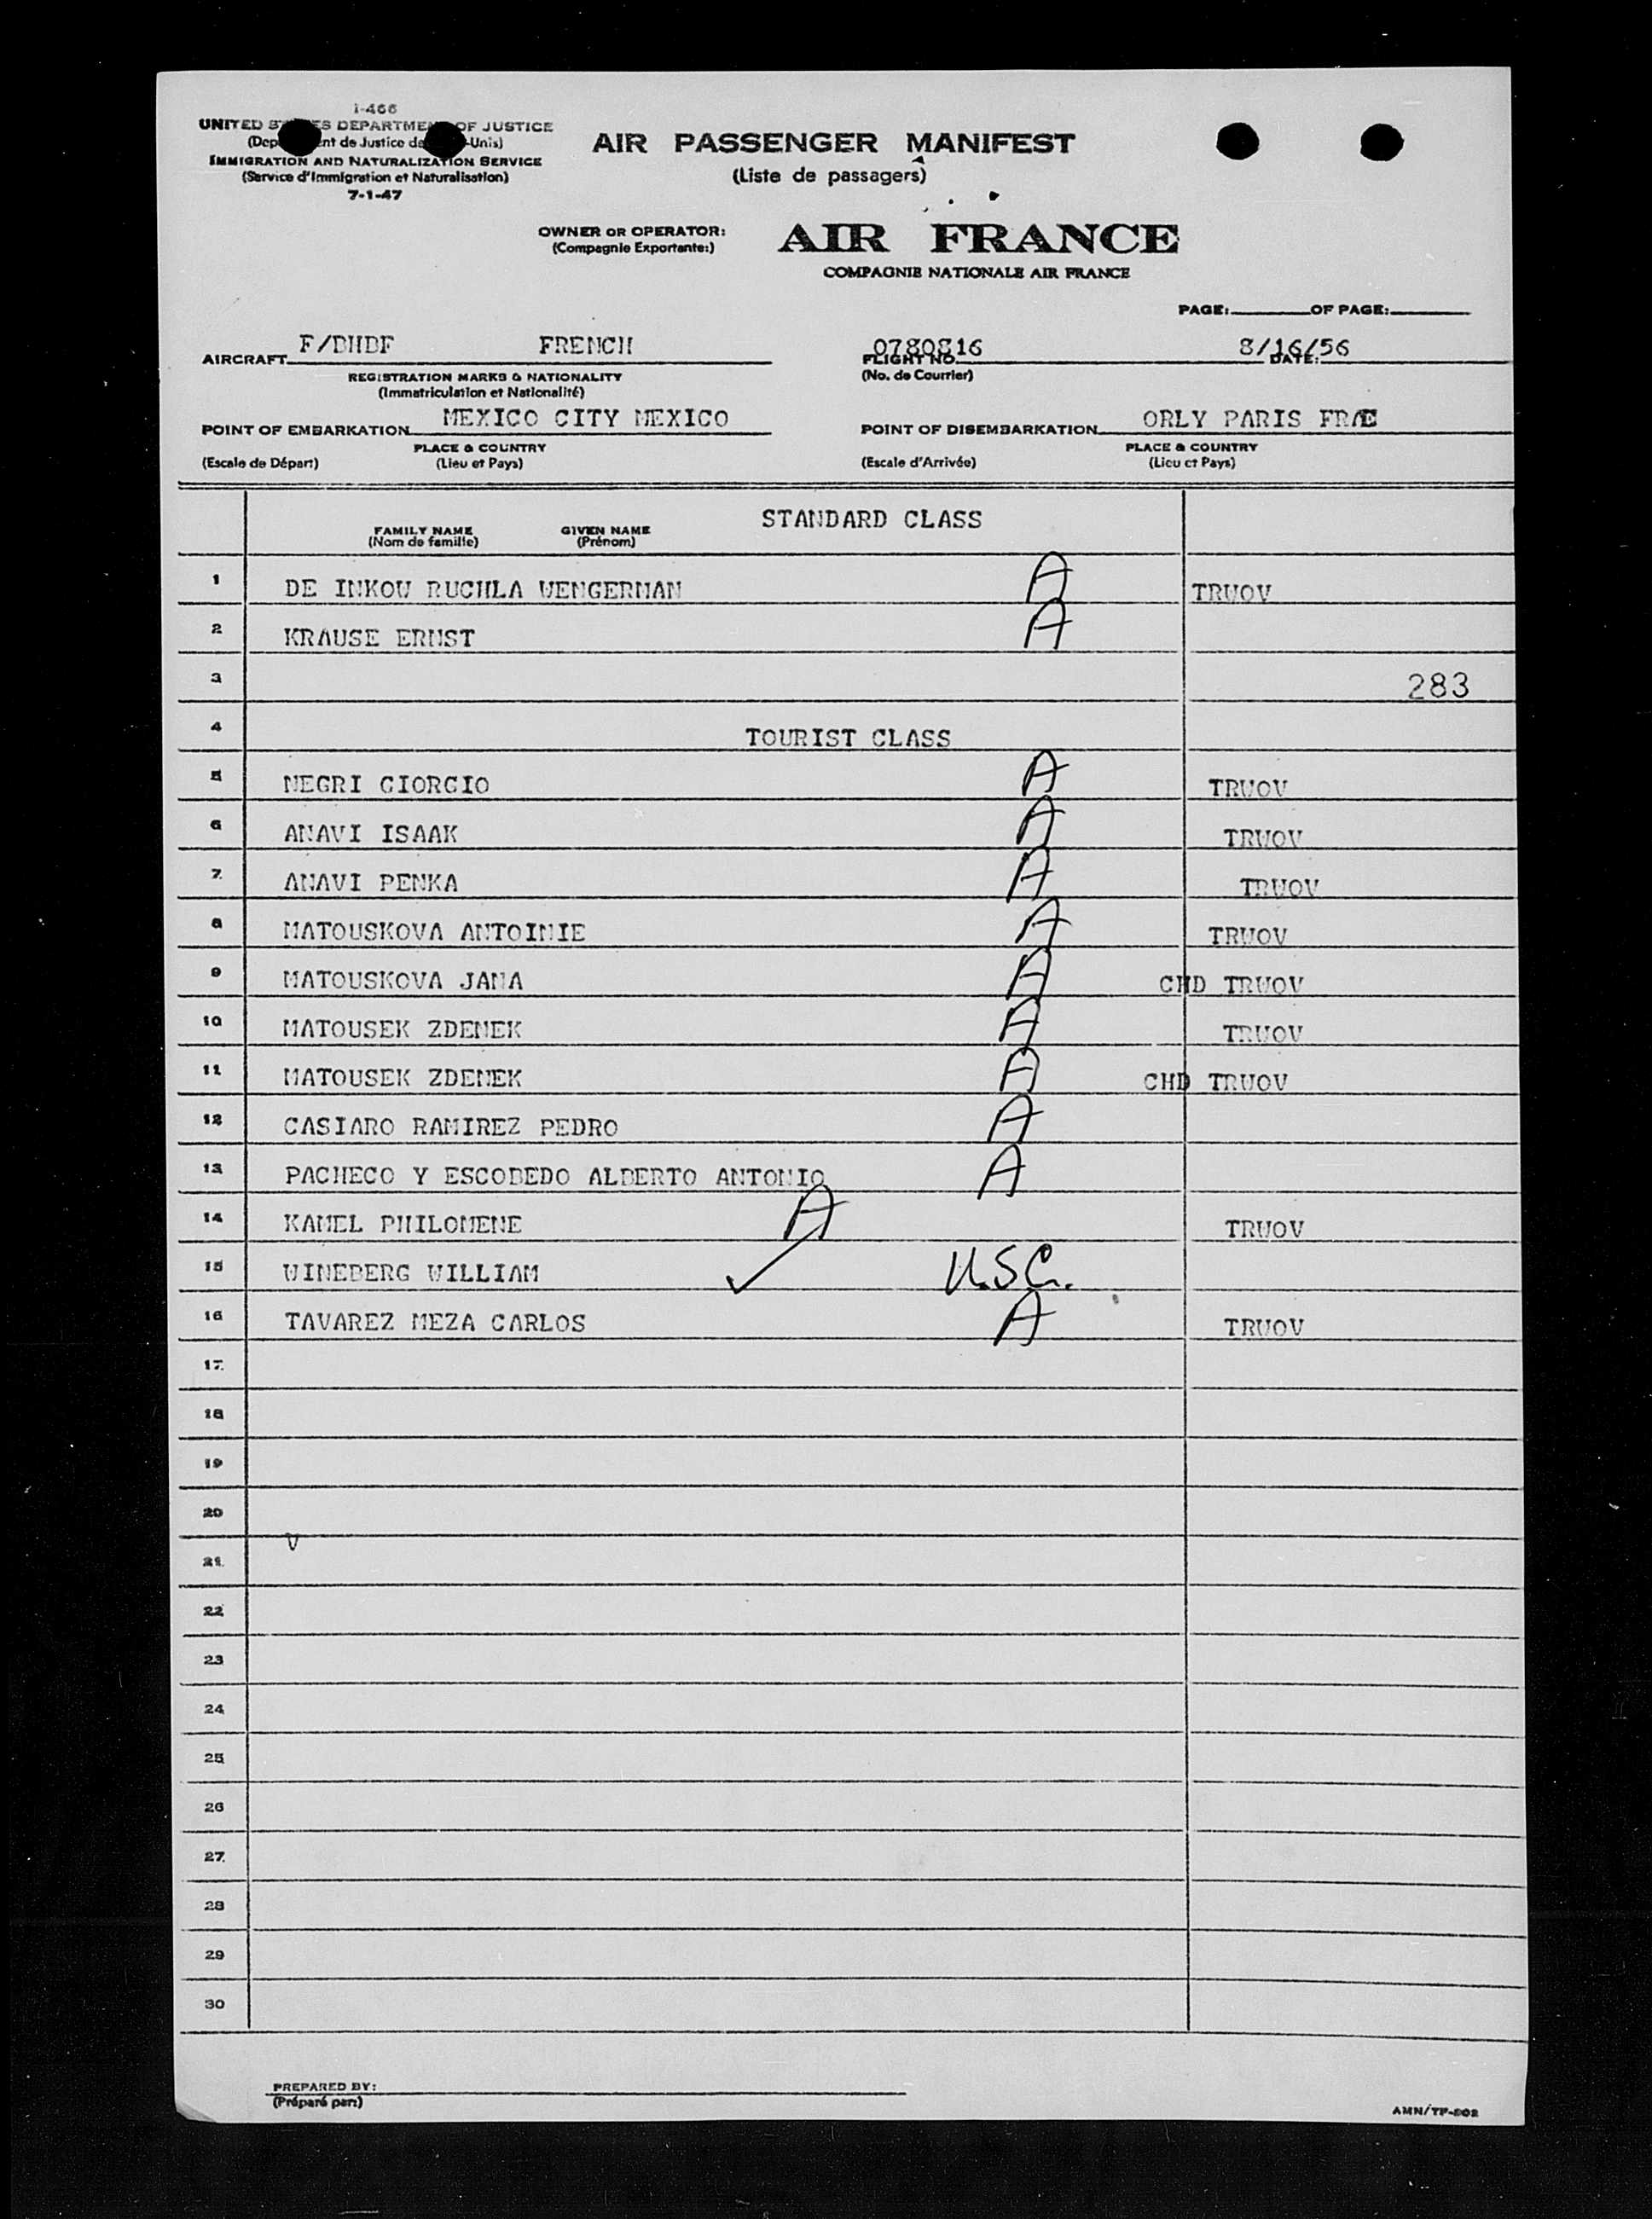 I-466
UNITED STATES DEPARTMENT OF JUSTICE
(Dep nt de Justice de -Unis)
IMMIGRATION AND NATURALIZATION SERVICE
(Service d'Immigration et Naturalisation)
7-1-47
AIR PASSENGER MANIFEST
(Liste de passagers)
OWNER OR OPERATOR:
(Compagnie Exportante:)
AIR FRANCE
COMPAGNIE NATIONALE AIR FRANCE
PAGE: OF PAGE:
AIRCRAFT F/BHDF FRENCH
REGISTRATION MARKS & NATIONALITY
(Immatriculation et Nationalité)
0780816
FLIGHT NO.
(No. de Courrier)
8/16/56
DATE:
POINT OF EMBARKATION MEXICO CITY MEXICO
PLACE & COUNTRY
(Escale de Départ) (Lieu et Pays)
POINT OF DISEMBARKATION ORLY PARIS FRÆ
PLACE & COUNTRY
(Escale d'Arrivée) (Lieu et Pays)
FAMILY NAME GIVEN NAME STANDARD CLASS
(Nom de famille) (Prénom)
1 DE INKOW RUCHLA WENGERMAN A TRWOV
2 KRAUSE ERNST A
3 283
4 TOURIST CLASS
5 NEGRI GIORGIO A TRWOV
6 ANAVI ISAAK A TRWOV
7 ANAVI PENKA A TRWOV
8 MATOUSKOVA ANTOINIE A TRWOV
9 MATOUSKOVA JANA A CHD TRWOV
10 MATOUSEK ZDENEK A TRWOV
11 MATOUSEK ZDENEK A CHD TRWOV
12 CASIARO RAMIREZ PEDRO A
13 PACHECO Y ESCOBEDO ALBERTO ANTONIO A
14 KAMEL PHILOMENE A TRWOV
15 WINEBERG WILLIAM ✓ U.S.C.
16 TAVAREZ MEZA CARLOS A TRWOV
17
18
19
20
V
21
22
23
24
25
26
27
28
29
30
PREPARED BY:
(Préparé par:)
AMN/TP-802